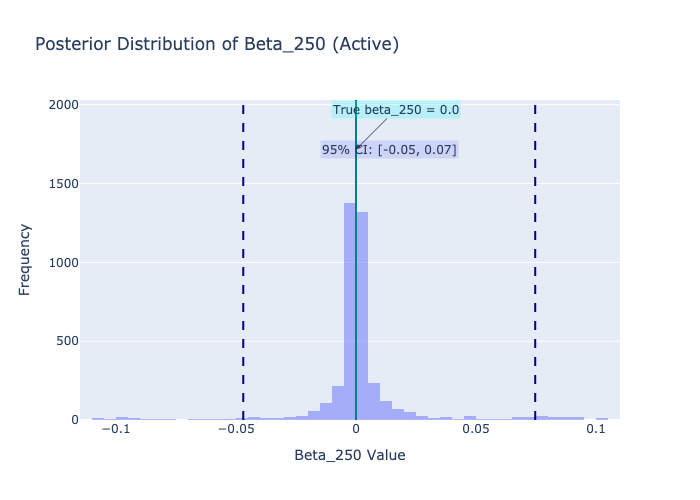 Posterior Distribution of Beta_250 (Active)
True beta_250 = 0.0
95% CI: [-0.05, 0.07]
2000
1500
1000
500
0
Frequency
−0.1
−0.05
0
0.05
0.1
Beta_250 Value